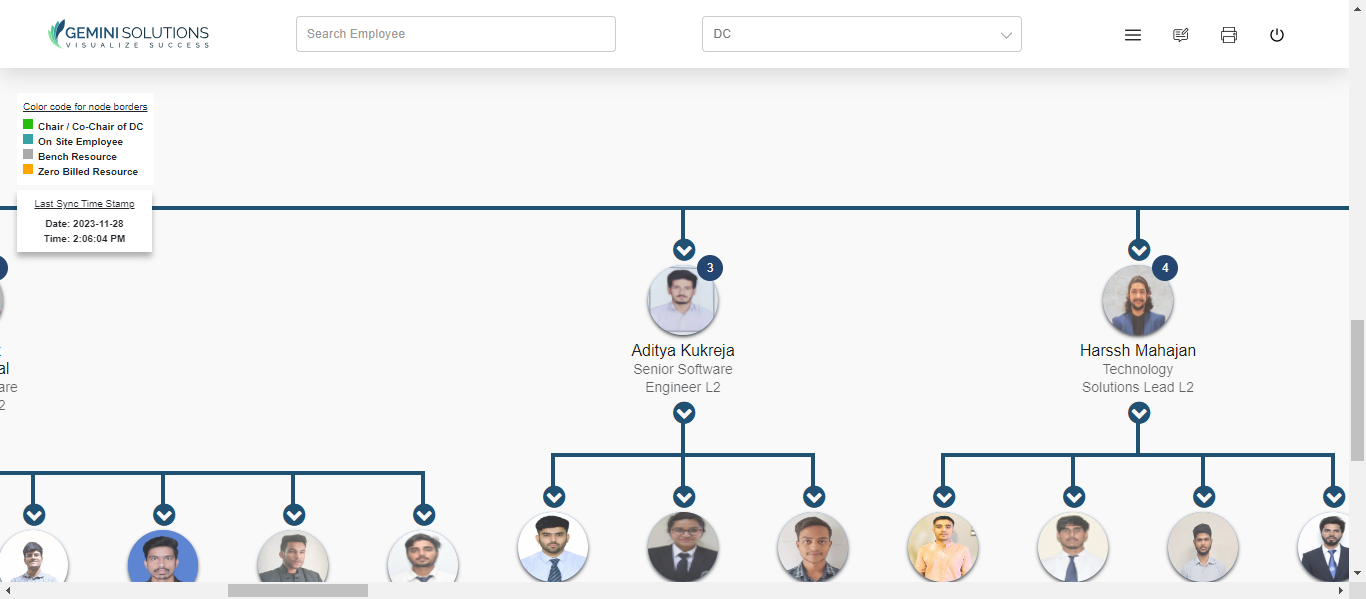 GEMINI SOLUTIONS
VISUALIZE SUCCESS
Search Employee
DC
Color code for node borders
Chair / Co-Chair of DC
On Site Employee
Bench Resource
Zero Billed Resource
Last Sync Time Stamp
Date: 2023-11-28
Time: 2:06:04 PM
3
4
al
are
2
Aditya Kukreja
Senior Software
Engineer L2
Harssh Mahajan
Technology
Solutions Lead L2